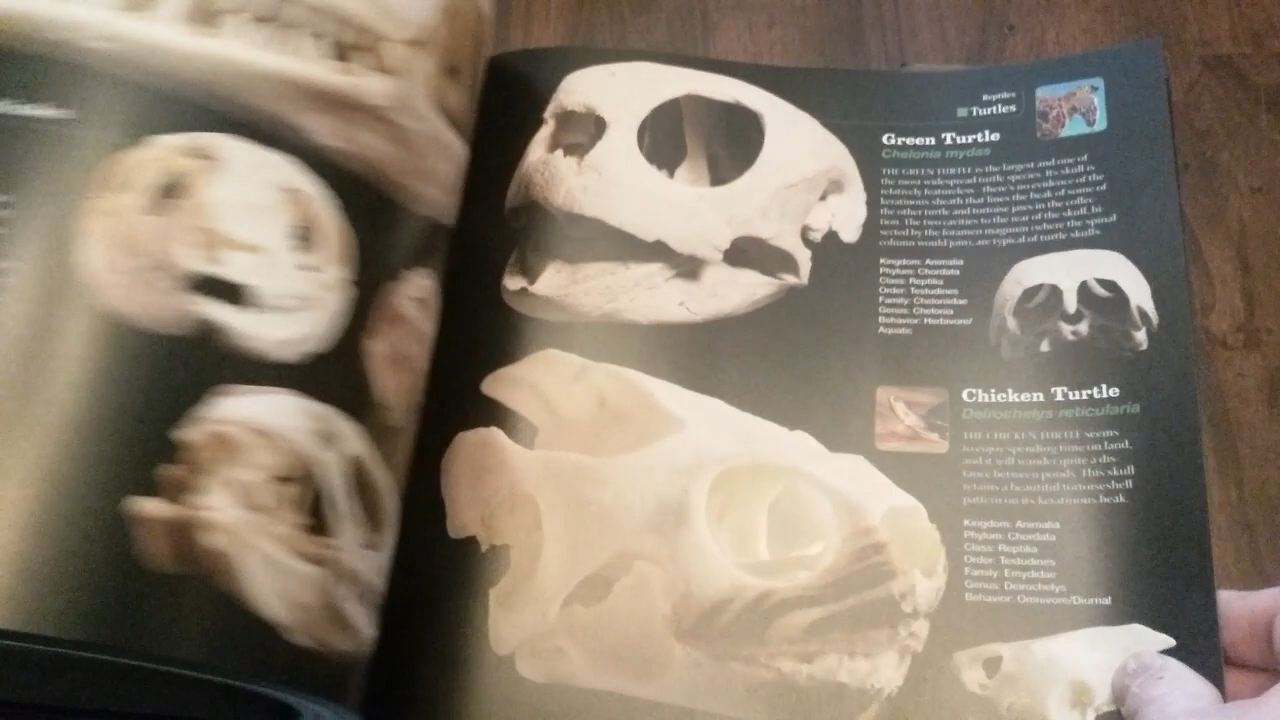 Reptiles
Turtles
Green Turtle
Chelonia mydas
THE GREEN TURTLE is the largest and one of
the most widespread turtle species. Its skull is
relatively featureless—there's no evidence of the
keratinous sheath that lines the beak of some of
the other turtle and tortoise jaws in the collec-
tion. The two cavities to the rear of the skull, bi-
sected by the foramen magnum (where the spinal
column would join), are typical of turtle skulls.
Kingdom: Animalia
Phylum: Chordata
Class: Reptilia
Order: Testudines
Family: Cheloniidae
Genus: Chelonia
Behavior: Herbivore/
Aquatic
Chicken Turtle
Deirochelys reticularia
THE CHICKEN TURTLE seems
to enjoy spending time on land,
and it will wander quite a dis-
tance between ponds. This skull
retains a beautiful tortoiseshell
pattern on its keratinous beak.
Kingdom: Animalia
Phylum: Chordata
Class: Reptilia
Order: Testudines
Family: Emydidae
Genus: Deirochelys
Behavior: Omnivore/Diurnal